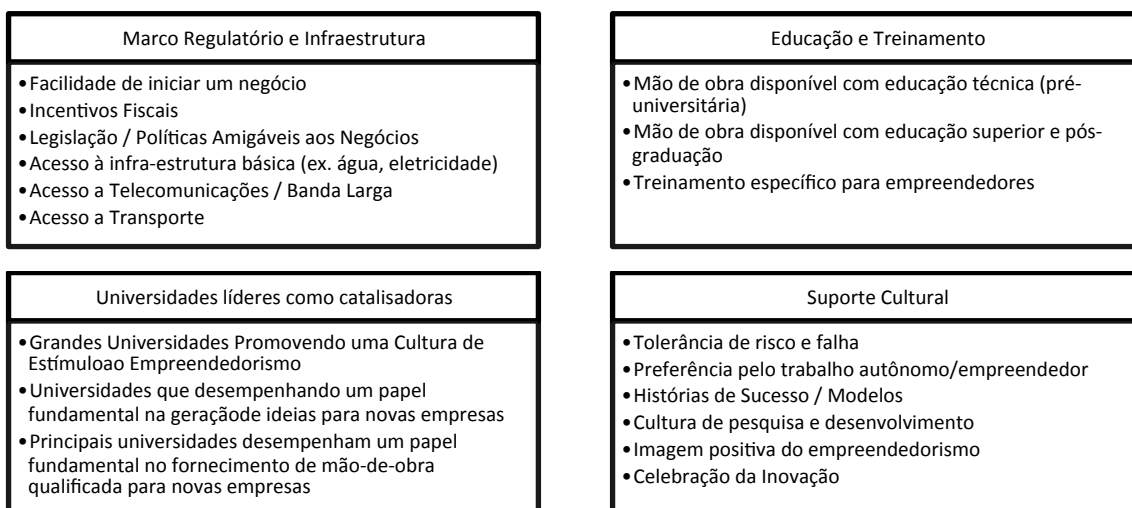 Marco Regulatório e Infraestrutura
•Facilidade de iniciar um negócio
•Incentivos Fiscais
•Legislação / Políticas Amigáveis aos Negócios
•Acesso à infra-estrutura básica (ex. água, eletricidade)
•Acesso a Telecomunicações / Banda Larga
•Acesso a Transporte
Educação e Treinamento
•Mão de obra disponível com educação técnica (pré-
universitária)
•Mão de obra disponível com educação superior e pós-
graduação
•Treinamento específico para empreendedores
Universidades líderes como catalisadoras
•Grandes Universidades Promovendo uma Cultura de
Estímuloao Empreendedorismo
•Universidades que desempenhando um papel
fundamental na geraçãode ideias para novas empresas
•Principais universidades desempenham um papel
fundamental no fornecimento de mão-de-obra
qualificada para novas empresas
Suporte Cultural
•Tolerância de risco e falha
•Preferência pelo trabalho autônomo/empreendedor
•Histórias de Sucesso / Modelos
•Cultura de pesquisa e desenvolvimento
•Imagem positiva do empreendedorismo
•Celebração da Inovação